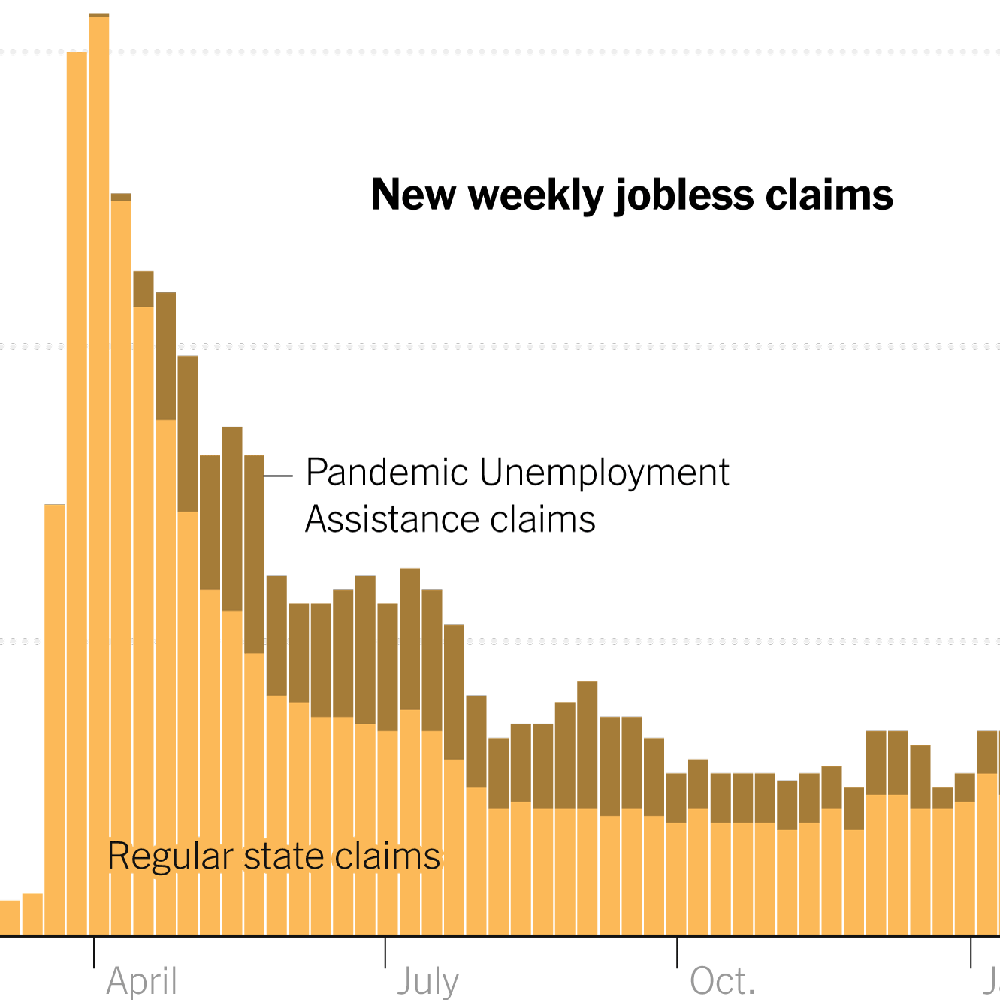 New weekly jobless claims
Pandemic Unemployment
Assistance claims
Regular state claims
April
July
Oct.